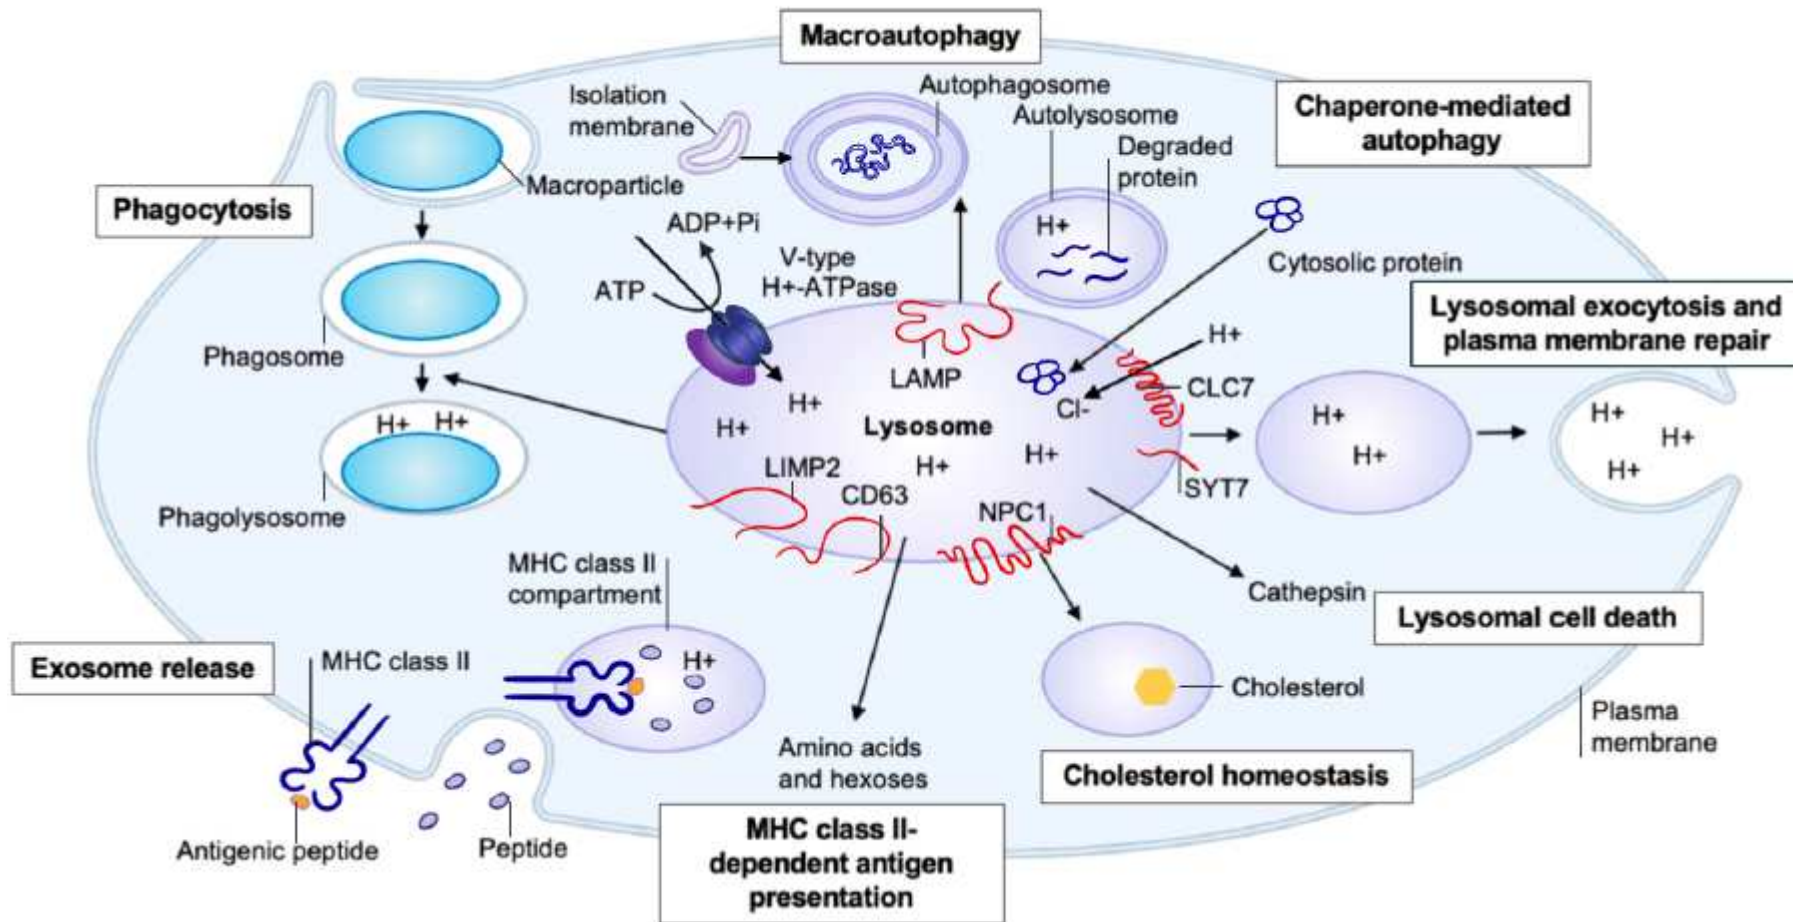 Macroautophagy
Isolation
membrane
Autophagosome
Autolysosome
Degraded
protein
Chaperone-mediated
autophagy
Macroparticle
Phagocytosis
ADP+Pi
V-type
H+-ATPase
ATP
H+
Cytosolic protein
Lysosomal exocytosis and
plasma membrane repair
Phagosome
LAMP
H+
CLC7
H+
Cl-
H+
H+
H+
H+
H+
H+
Lysosome
H+
H+
H+
H+
LIMP2
CD63
NPC1
SYT7
Phagolysosome
MHC class II
compartment
Cathepsin
Lysosomal cell death
Exosome release
MHC class II
H+
Cholesterol
Plasma
membrane
Amino acids
and hexoses
Cholesterol homeostasis
Antigenic peptide
Peptide
MHC class II-
dependent antigen
presentation